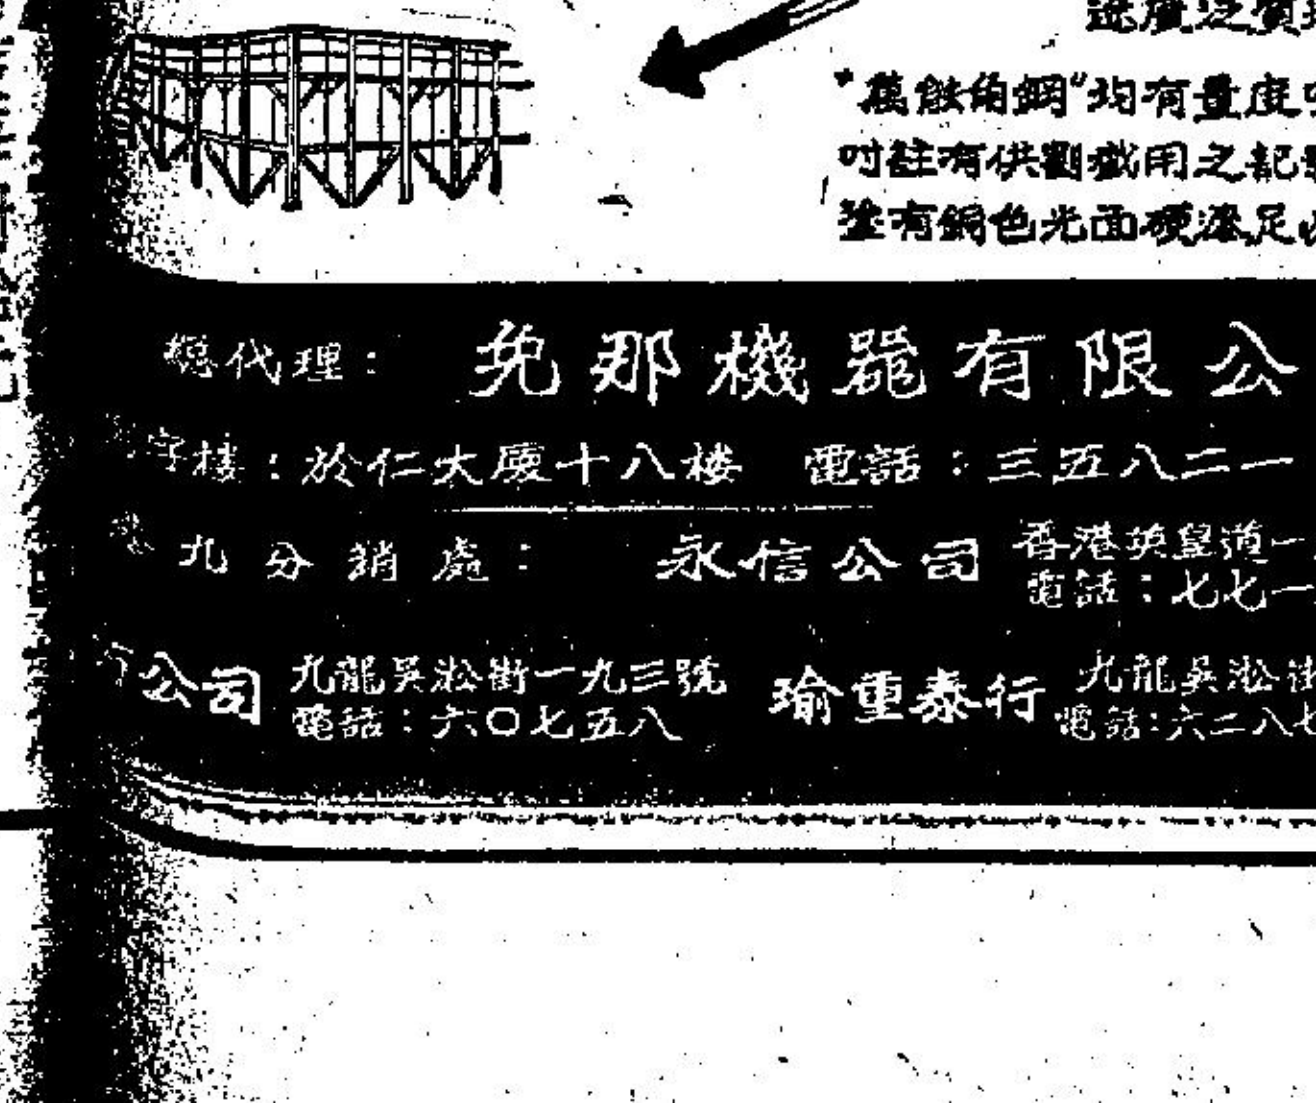 "萬能角鋼"均有量度
吋註有供劃截用之記
塗有鋼色光面硬漆足
總代理： 免那機器有限公
字樓：於仁大廈十八樓 電話：三五八二一
港九分銷處： 永信公司 香港英皇道一
電話：七七一
公司 九龍吳淞街一九三號 瑜重泰行 九龍吳淞街
電話：六〇七五八 電話：六二八七